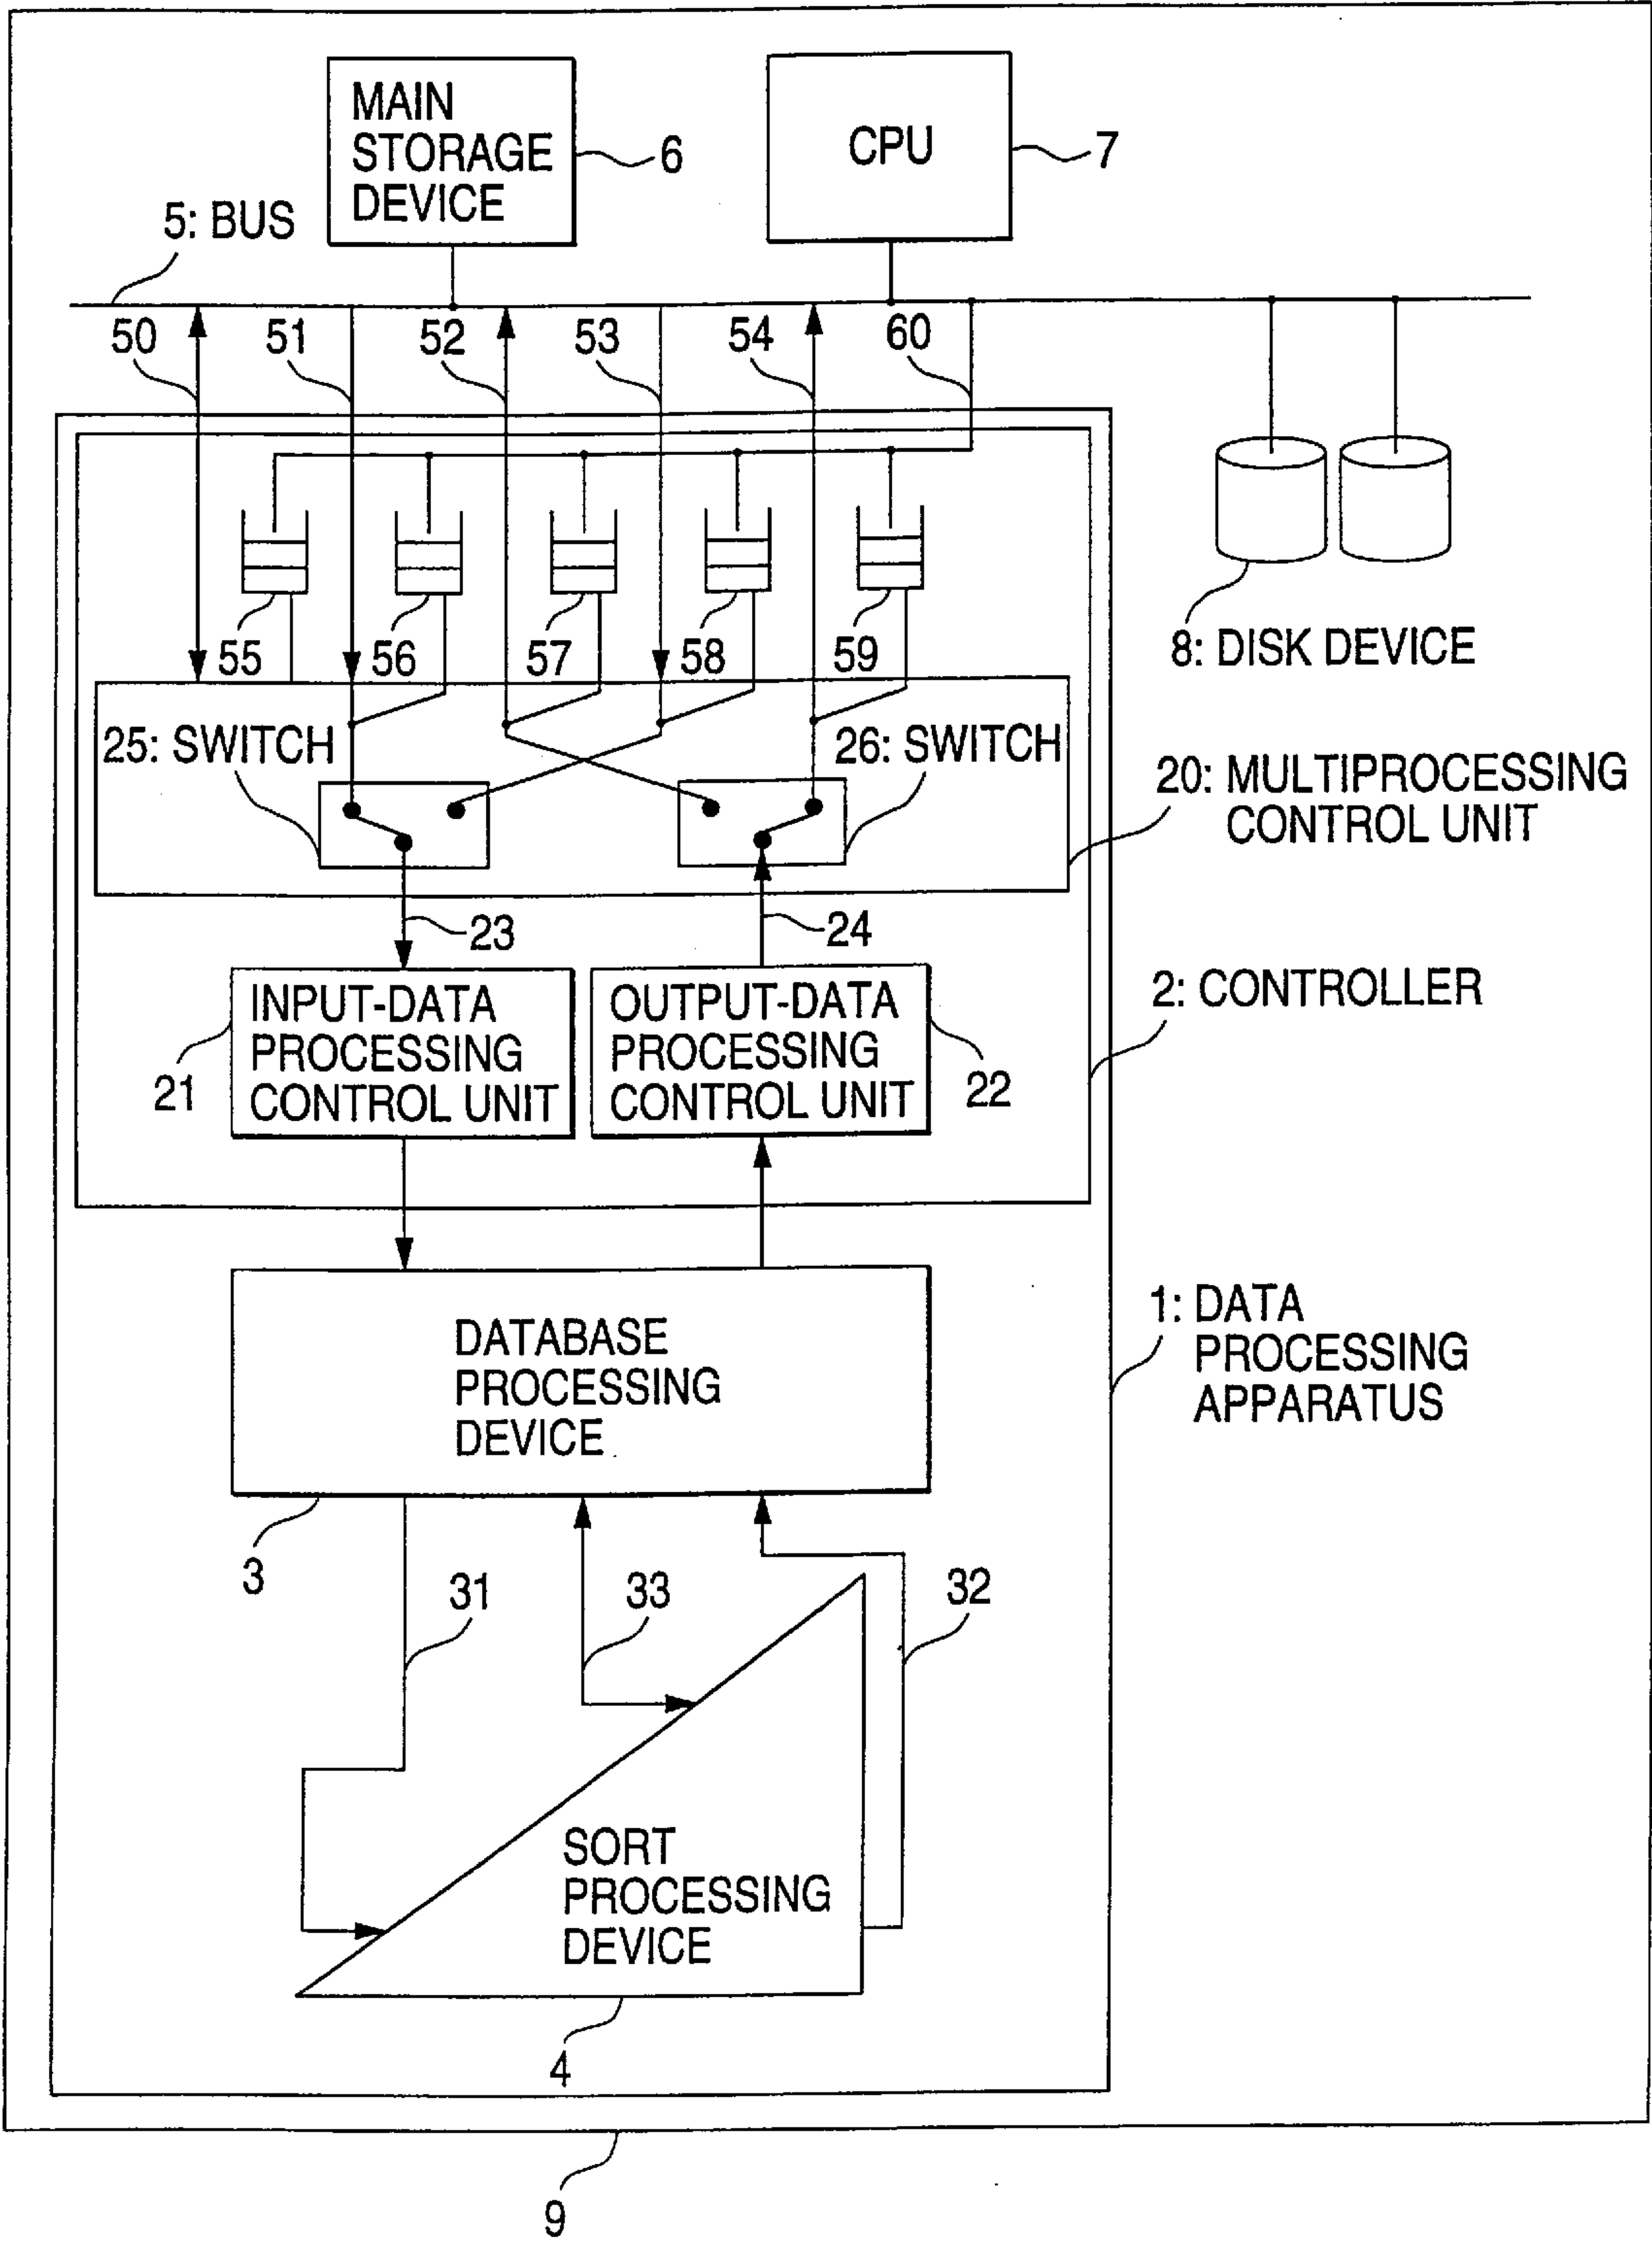 MAIN
STORAGE
DEVICE
6
CPU
7
5: BUS
50
51
52
53
54
60
55
56
57
58
59
8: DISK DEVICE
25: SWITCH
26: SWITCH
20: MULTIPROCESSING
CONTROL UNIT
23
24
INPUT-DATA
PROCESSING
CONTROL UNIT
21
OUTPUT-DATA
PROCESSING
CONTROL UNIT
22
2: CONTROLLER
DATABASE
PROCESSING
DEVICE
3
1: DATA
PROCESSING
APPARATUS
31
33
32
SORT
PROCESSING
DEVICE
4
9